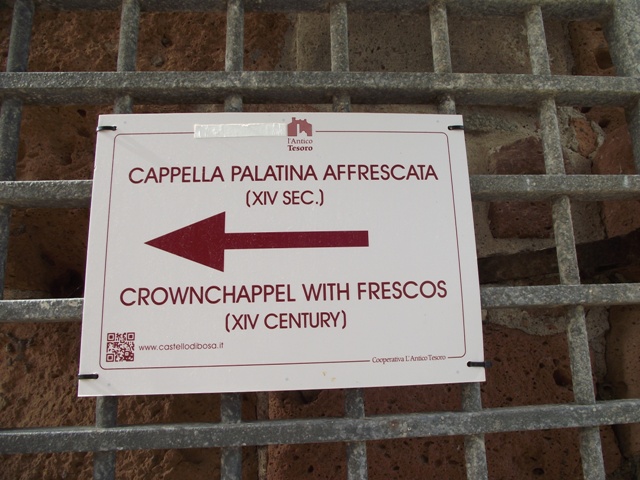 l'Antico
Tesoro
CAPPELLA PALATINA AFFRESCATA
(XIV SEC.)
CROWNCHAPPEL WITH FRESCOS
(XIV CENTURY)
www.castellodibosa.it
Cooperativa L'Antico Tesoro